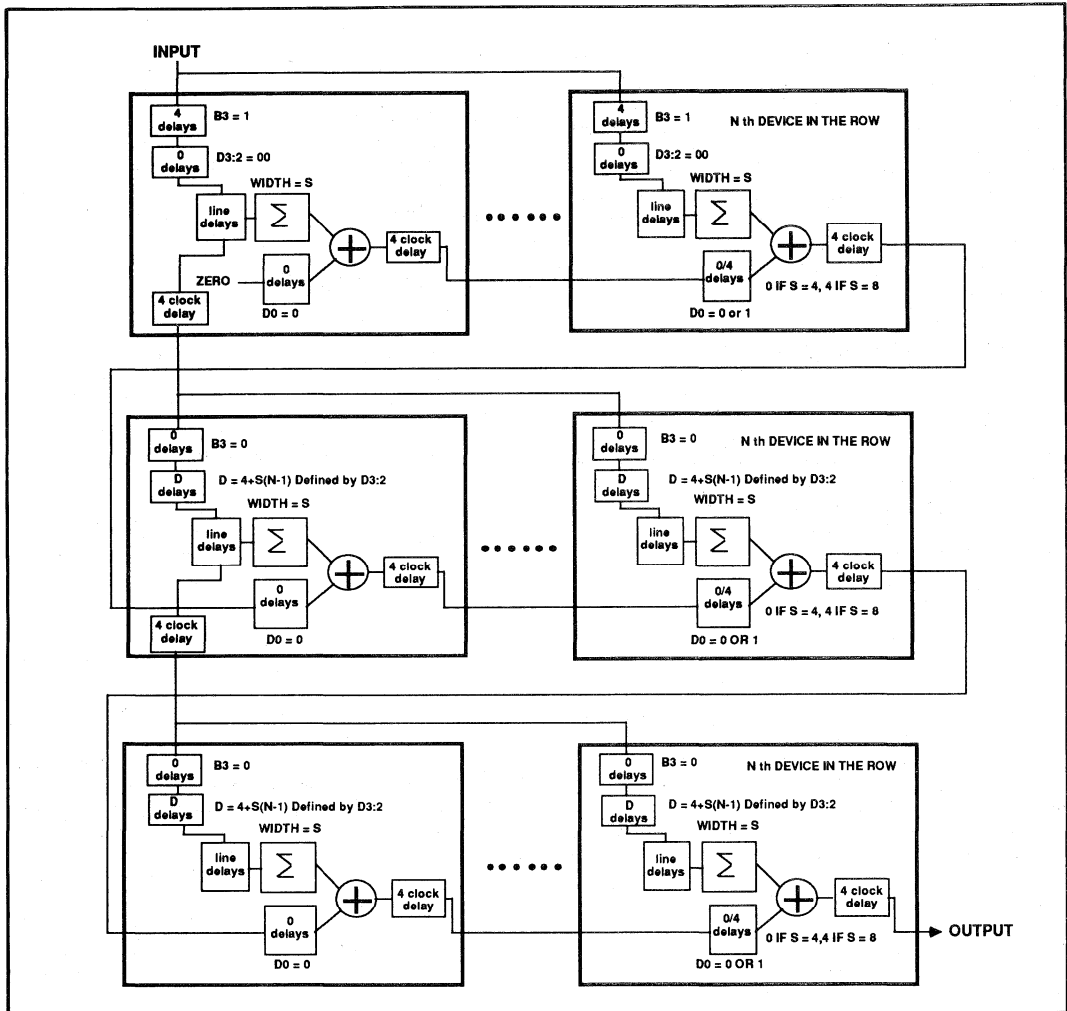 INPUT
4
delays
B3 = 1
0
delays
D3:2 = 00
WIDTH = S
line
delays
Σ
+
4 clock
delay
ZERO
0
delays
D0 = 0
4 clock
delay
4
delays
B3 = 1
N th DEVICE IN THE ROW
0
delays
D3:2 = 00
WIDTH = S
line
delays
Σ
+
4 clock
delay
0/4
delays
0 IF S = 4, 4 IF S = 8
D0 = 0 or 1
0
delays
B3 = 0
D
delays
D = 4+S(N-1) Defined by D3:2
WIDTH = S
line
delays
Σ
+
4 clock
delay
0
delays
D0 = 0
4 clock
delay
0
delays
B3 = 0
N th DEVICE IN THE ROW
D
delays
D = 4+S(N-1) Defined by D3:2
WIDTH = S
line
delays
Σ
+
4 clock
delay
0/4
delays
0 IF S = 4, 4 IF S = 8
D0 = 0 OR 1
0
delays
B3 = 0
D
delays
D = 4+S(N-1) Defined by D3:2
WIDTH = S
line
delays
Σ
+
4 clock
delay
0
delays
D0 = 0
0
delays
B3 = 0
N th DEVICE IN THE ROW
D
delays
D = 4+S(N-1) Defined by D3:2
WIDTH = S
line
delays
Σ
+
4 clock
delay
0/4
delays
0 IF S = 4,4 IF S = 8
D0 = 0 OR 1
OUTPUT